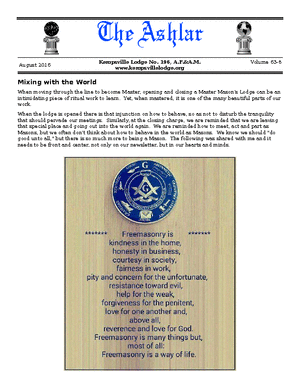 The Ashlar
Kempsville Lodge No. 196, A.F.&A.M.
www.kempsvillelodge.org
August 2016
Volume 63-8
Mixing with the World
When moving through the line to become Master, opening and closing a Master Mason's Lodge can be an
intimidating piece of ritual work to learn. Yet, when mastered, it is one of the many beautiful parts of our
work.
When the lodge is opened there is that injunction on how to behave, so as not to disturb the tranquility
that should pervade our meetings. Similarly, at the closing charge, we are reminded that we are leaving
that special place and going out into the world again. We are reminded how to meet, act and part as
Masons, but we often don't think about how to behave in the world as Masons. We know we should "do
good unto all," but there is so much more to being a Mason. The following was shared with me and it
needs to be front and center, not only on our newsletter, but in our hearts and minds.
G
******* Freemasonry is *******
kindness in the home,
honesty in business,
courtesy in society,
fairness in work,
pity and concern for the unfortunate,
resistance toward evil,
help for the weak,
forgiveness for the penitent,
love for one another and,
above all,
reverence and love for God.
Freemasonry is many things but,
most of all:
Freemasonry is a way of life.